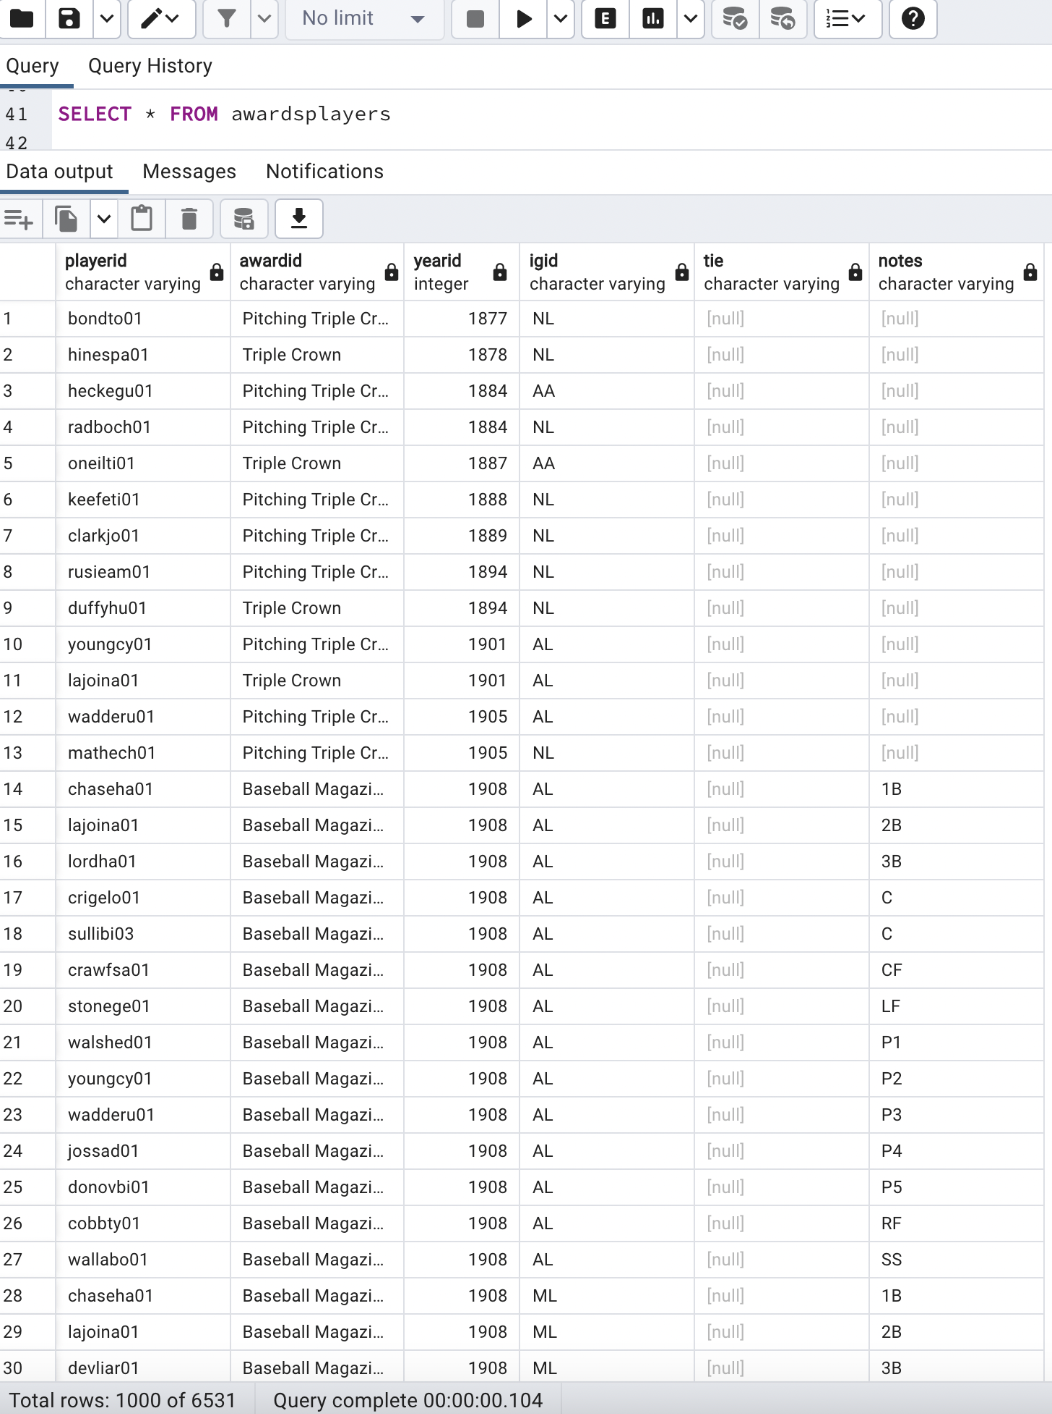 No limit
E
Query Query History
41 SELECT * FROM awardsplayers
42
Data output Messages Notifications
playerid awardid yearid igid tie notes
character varying character varying integer character varying character varying character varying
1 bondto01 Pitching Triple Cr... 1877 NL [null] [null]
2 hinespa01 Triple Crown 1878 NL [null] [null]
3 heckegu01 Pitching Triple Cr... 1884 AA [null] [null]
4 radboch01 Pitching Triple Cr... 1884 NL [null] [null]
5 oneilti01 Triple Crown 1887 AA [null] [null]
6 keefeti01 Pitching Triple Cr... 1888 NL [null] [null]
7 clarkjo01 Pitching Triple Cr... 1889 NL [null] [null]
8 rusieam01 Pitching Triple Cr... 1894 NL [null] [null]
9 duffyhu01 Triple Crown 1894 NL [null] [null]
10 youngcy01 Pitching Triple Cr... 1901 AL [null] [null]
11 lajoina01 Triple Crown 1901 AL [null] [null]
12 wadderu01 Pitching Triple Cr... 1905 AL [null] [null]
13 mathech01 Pitching Triple Cr... 1905 NL [null] [null]
14 chaseha01 Baseball Magazi... 1908 AL [null] 1B
15 lajoina01 Baseball Magazi... 1908 AL [null] 2B
16 lordha01 Baseball Magazi... 1908 AL [null] 3B
17 crigelo01 Baseball Magazi... 1908 AL [null] C
18 sullibi03 Baseball Magazi... 1908 AL [null] C
19 crawfsa01 Baseball Magazi... 1908 AL [null] CF
20 stonege01 Baseball Magazi... 1908 AL [null] LF
21 walshed01 Baseball Magazi... 1908 AL [null] P1
22 youngcy01 Baseball Magazi... 1908 AL [null] P2
23 wadderu01 Baseball Magazi... 1908 AL [null] P3
24 jossad01 Baseball Magazi... 1908 AL [null] P4
25 donovbi01 Baseball Magazi... 1908 AL [null] P5
26 cobbty01 Baseball Magazi... 1908 AL [null] RF
27 wallabo01 Baseball Magazi... 1908 AL [null] SS
28 chaseha01 Baseball Magazi... 1908 ML [null] 1B
29 lajoina01 Baseball Magazi... 1908 ML [null] 2B
30 devliar01 Baseball Magazi... 1908 ML [null] 3B
Total rows: 1000 of 6531 Query complete 00:00:00.104